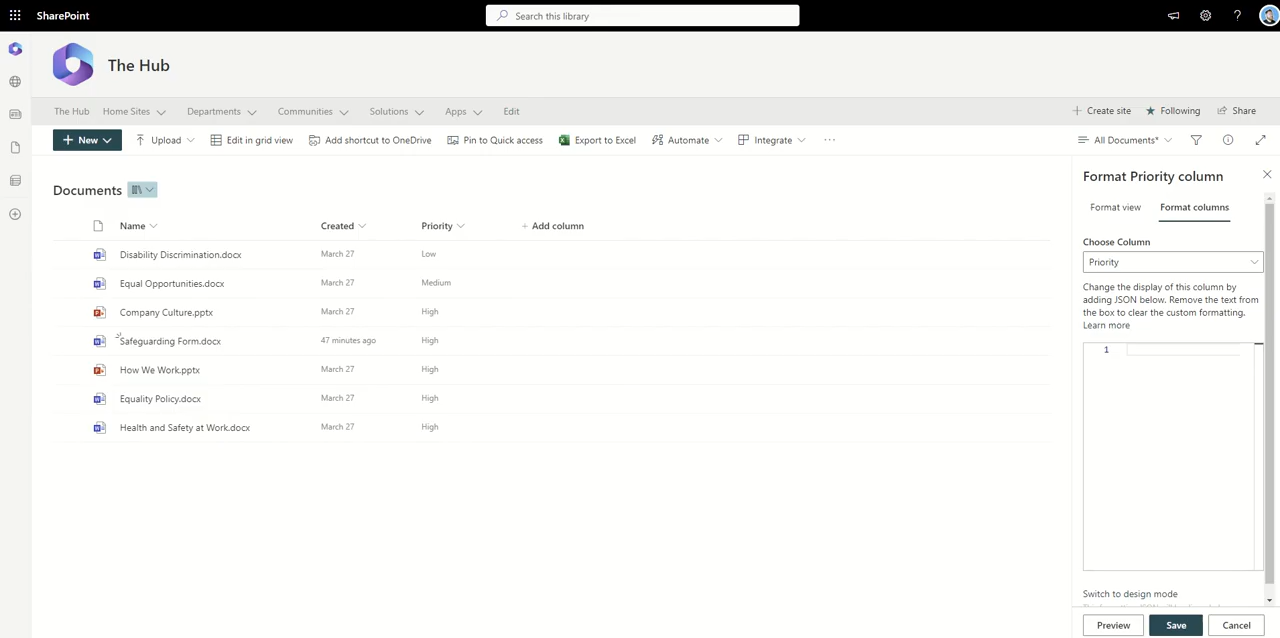 SharePoint
Search this library
The Hub
The Hub Home Sites Departments Communities Solutions Apps Edit
Create site Following Share
New Upload Edit in grid view Add shortcut to OneDrive Pin to Quick access Export to Excel Automate Integrate ···
All Documents*
Documents
Name Created Priority + Add column
Disability Discrimination.docx March 27 Low
Equal Opportunities.docx March 27 Medium
Company Culture.pptx March 27 High
Safeguarding Form.docx 47 minutes ago High
How We Work.pptx March 27 High
Equality Policy.docx March 27 High
Health and Safety at Work.docx March 27 High
Format Priority column
Format view Format columns
Choose Column
Priority
Change the display of this column by
adding JSON below. Remove the text from
the box to clear the custom formatting.
Learn more
1
Switch to design mode
Preview Save Cancel